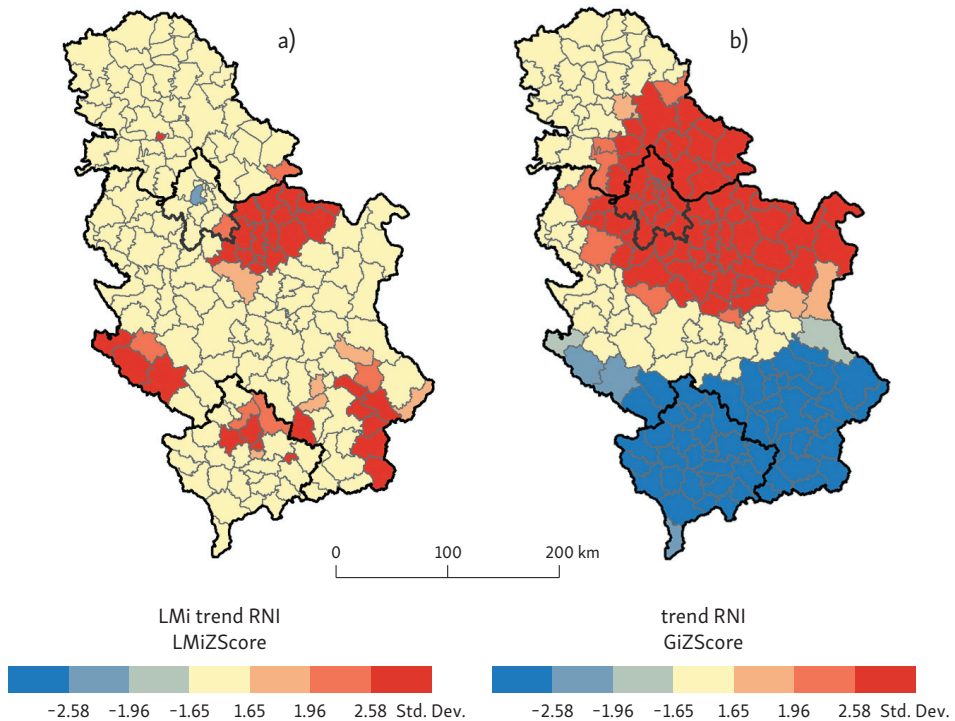 a)
b)
0 100 200 km
LMi trend RNI
LMiZScore
−2.58 −1.96 −1.65 1.65 1.96 2.58 Std. Dev.
trend RNI
GiZScore
−2.58 −1.96 −1.65 1.65 1.96 2.58 Std. Dev.